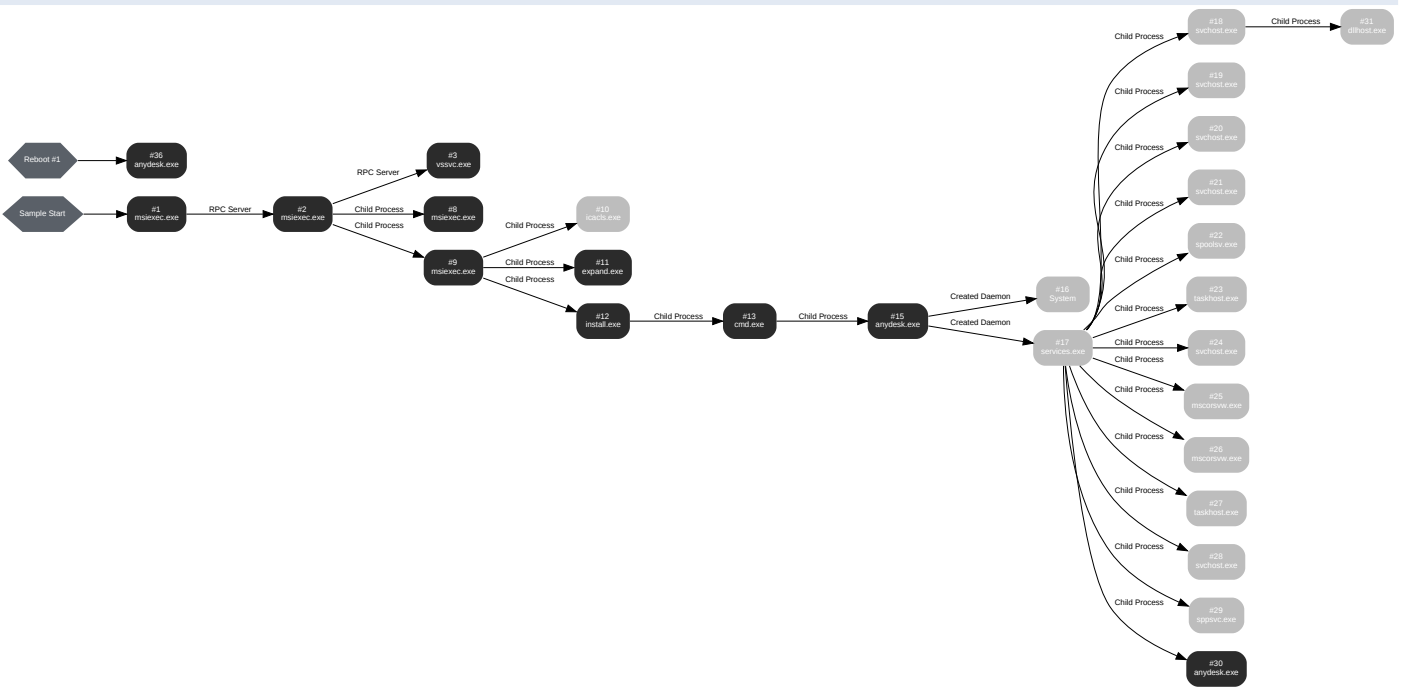 #18
svchost.exe
Child Process
#31
dllhost.exe
Child Process
#19
svchost.exe
Child Process
#20
svchost.exe
Child Process
Reboot #1
#36
anydesk.exe
RPC Server
#3
vssvc.exe
Child Process
#21
svchost.exe
Sample Start
#1
msiexec.exe
RPC Server
#2
msiexec.exe
Child Process
#8
msiexec.exe
Child Process
Child Process
#10
icacls.exe
Child Process
#22
spoolsv.exe
Child Process
#9
msiexec.exe
Child Process
#11
expand.exe
Child Process
Created Daemon
#16
System
Child Process
#23
taskhost.exe
#12
install.exe
Child Process
#13
cmd.exe
Child Process
#15
anydesk.exe
Created Daemon
#17
services.exe
Child Process
#24
svchost.exe
Child Process
#25
mscorsvw.exe
Child Process
#26
mscorsvw.exe
Child Process
#27
taskhost.exe
Child Process
#28
svchost.exe
Child Process
#29
sppsvc.exe
Child Process
#30
anydesk.exe